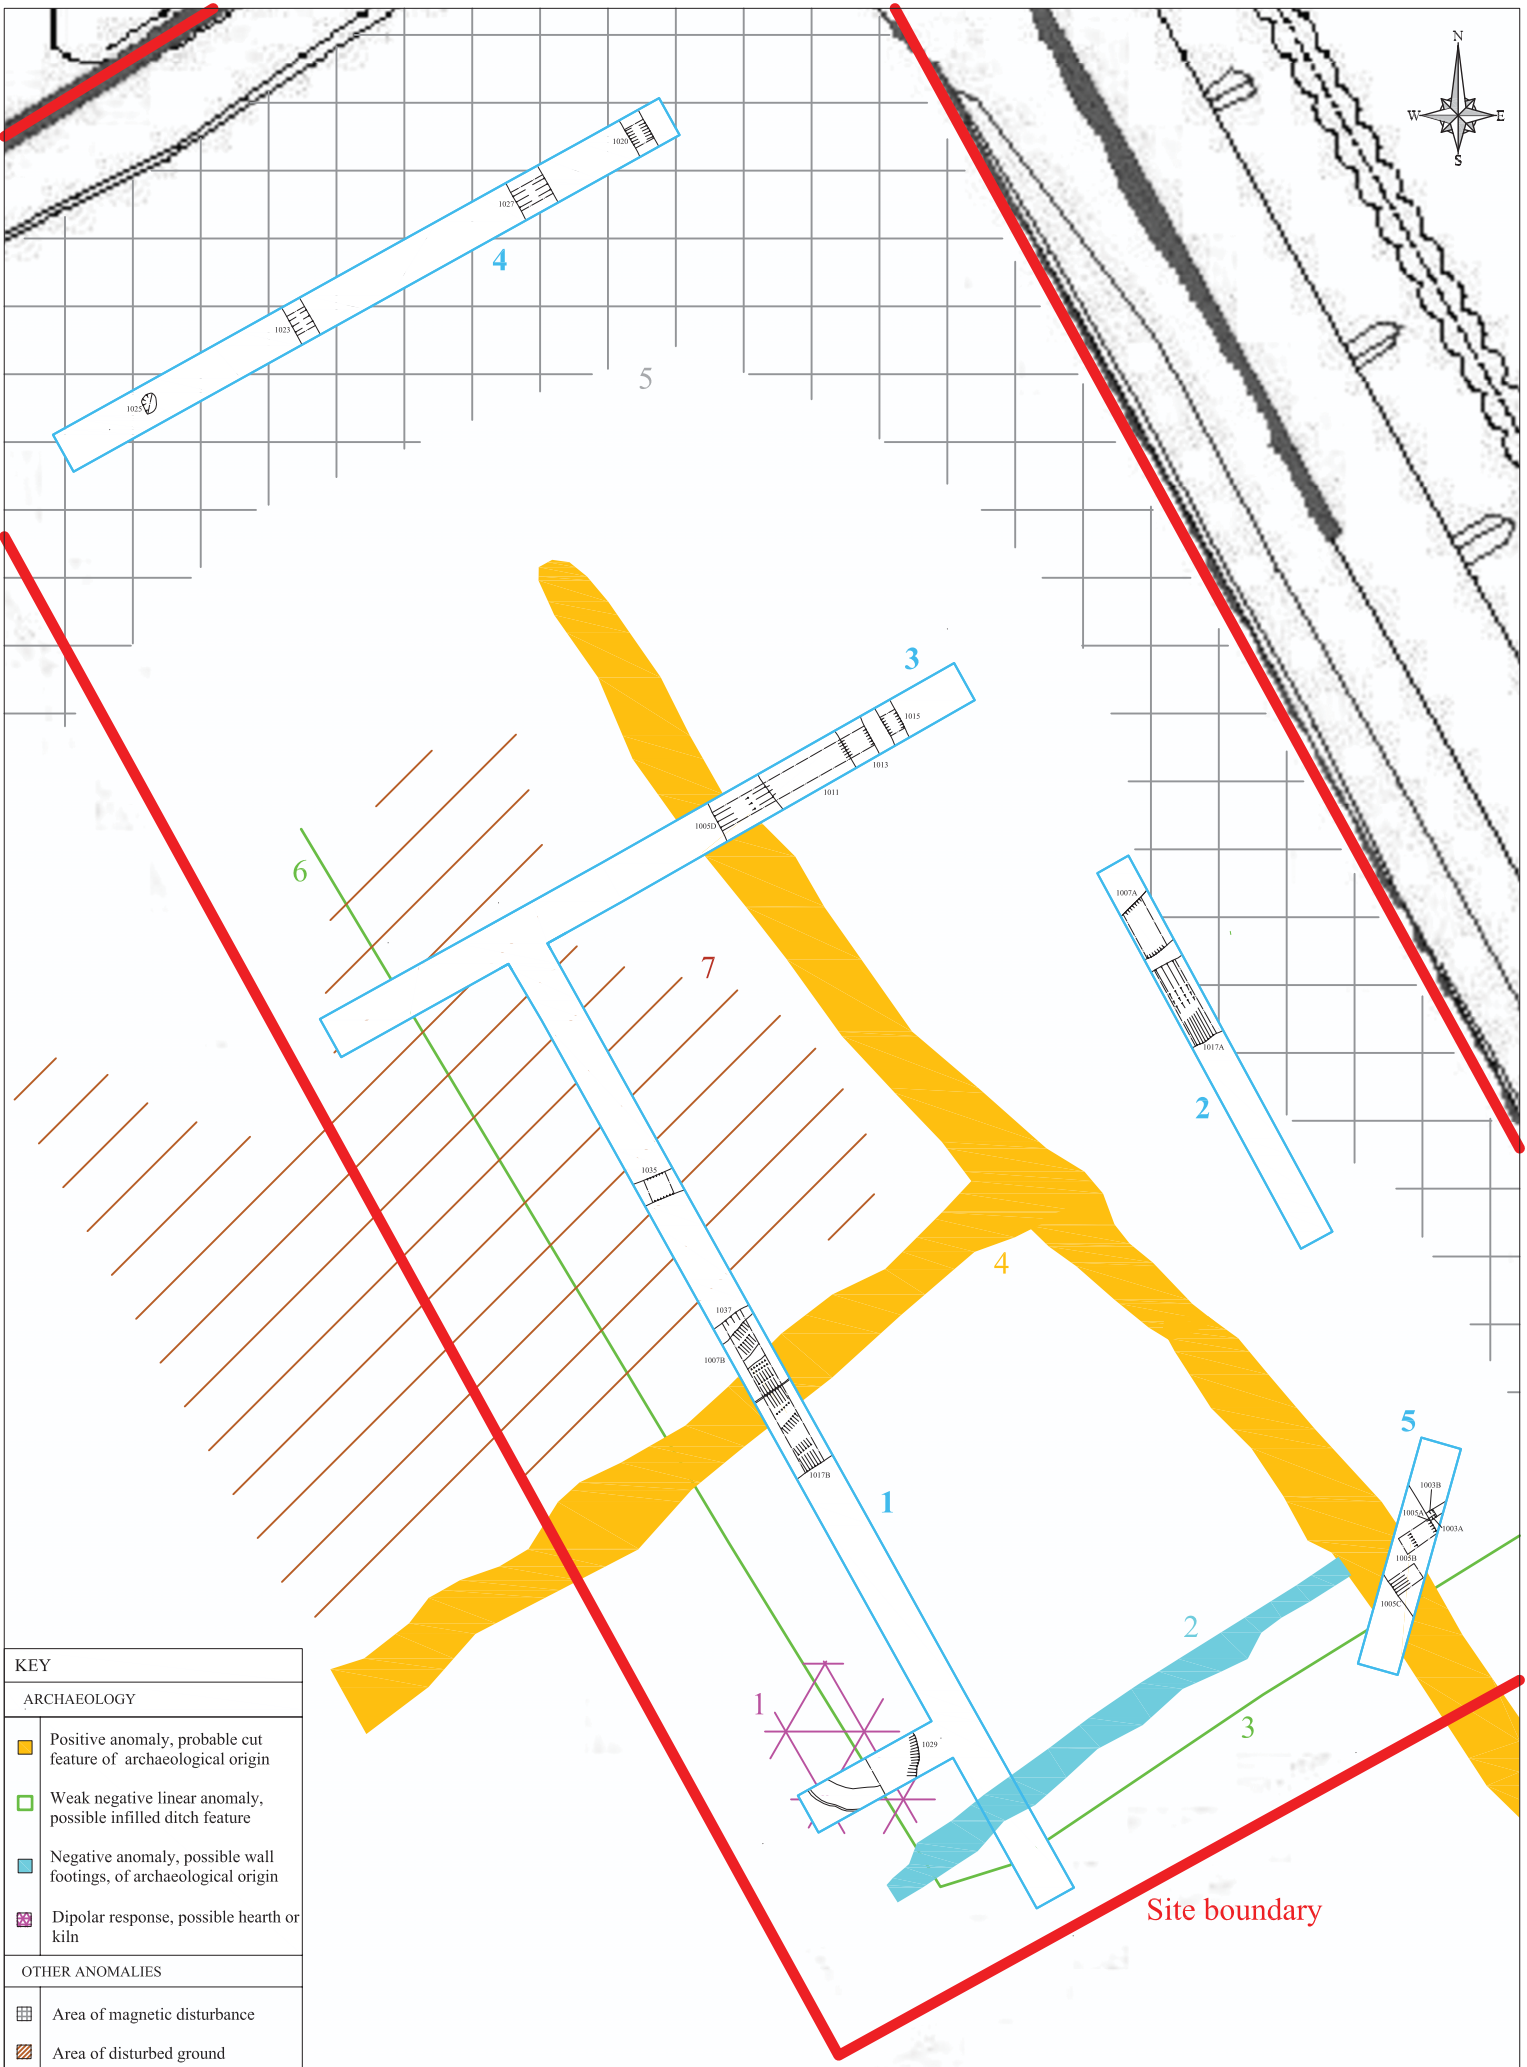 N
W E
S
1020
1027
4
1023
5
1025
3
1015
1013
1011
1005D
6
7
1007A
1017A
2
1035
4
1037
1007B
1017B
1
5
1003B
1005A
1003A
1005B
1005C
2
3
1
1029
Site boundary
KEY
ARCHAEOLOGY
Positive anomaly, probable cut
feature of archaeological origin
Weak negative linear anomaly,
possible infilled ditch feature
Negative anomaly, possible wall
footings, of archaeological origin
Dipolar response, possible hearth or
kiln
OTHER ANOMALIES
Area of magnetic disturbance
Area of disturbed ground